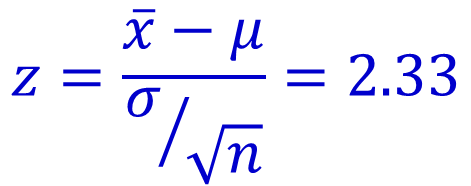 z = (x̄ − μ) / (σ/√n) = 2.33